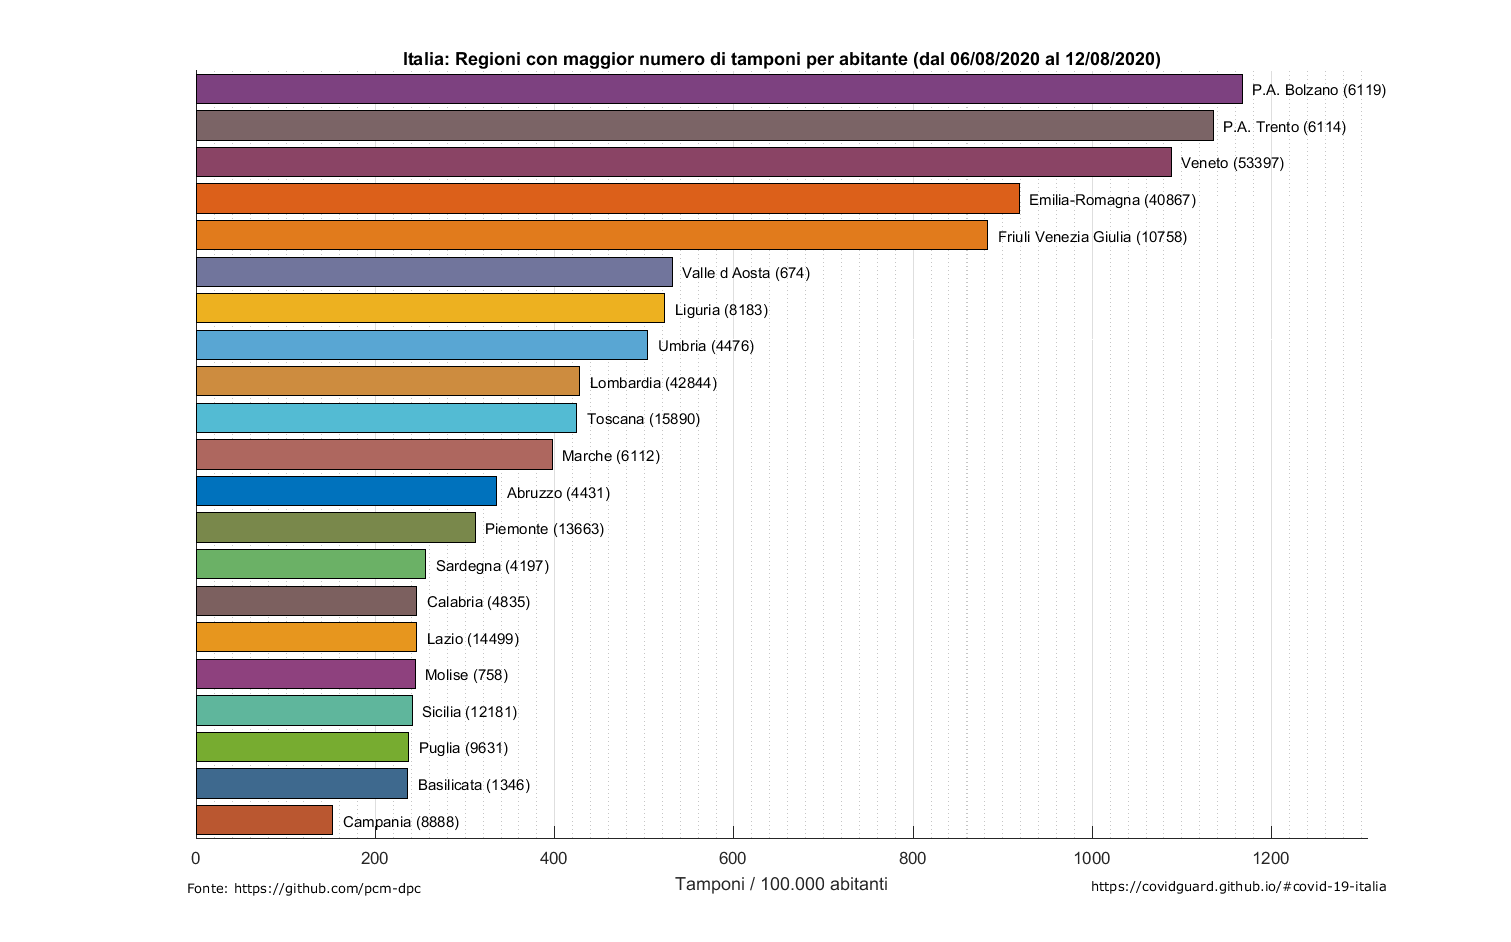 Italia: Regioni con maggior numero di tamponi per abitante (dal 06/08/2020 al 12/08/2020)
P.A. Bolzano (6119)
P.A. Trento (6114)
Veneto (53397)
Emilia-Romagna (40867)
Friuli Venezia Giulia (10758)
Valle d Aosta (674)
Liguria (8183)
Umbria (4476)
Lombardia (42844)
Toscana (15890)
Marche (6112)
Abruzzo (4431)
Piemonte (13663)
Sardegna (4197)
Calabria (4835)
Lazio (14499)
Molise (758)
Sicilia (12181)
Puglia (9631)
Basilicata (1346)
Campania (8888)
0 200 400 600 800 1000 1200
Tamponi / 100.000 abitanti
Fonte: https://github.com/pcm-dpc
https://covidguard.github.io/#covid-19-italia